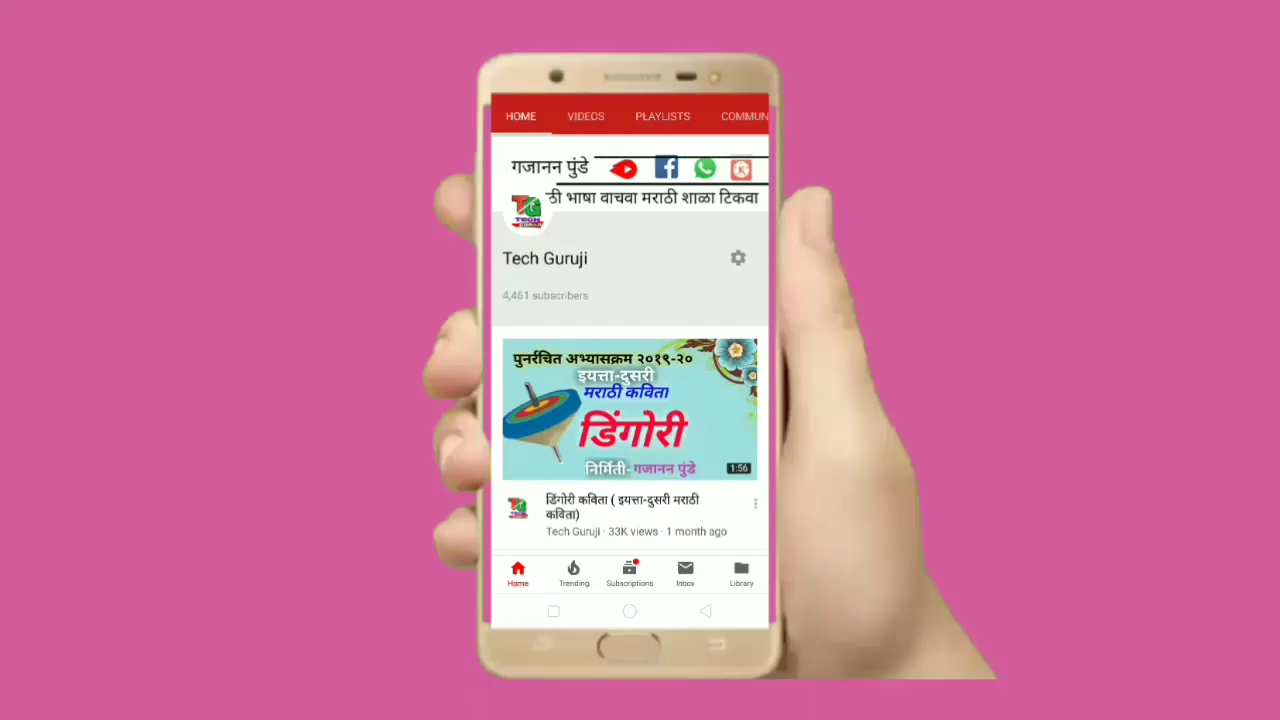 HOME VIDEOS PLAYLISTS COMMUN
गजानन पुंडे
ठी भाषा वाचवा मराठी शाळा टिकवा
TG
TECH
Tech Guruji
4,461 subscribers
पुनर्रचित अभ्यासक्रम २०१९-२०
इयत्ता-दुसरी
मराठी कविता
डिंगोरी
निर्मिती- गजानन पुंडे
1:56
डिंगोरी कविता ( इयत्ता-दुसरी मराठी
कविता)
Tech Guruji · 33K views · 1 month ago
Home Trending Subscriptions Inbox Library